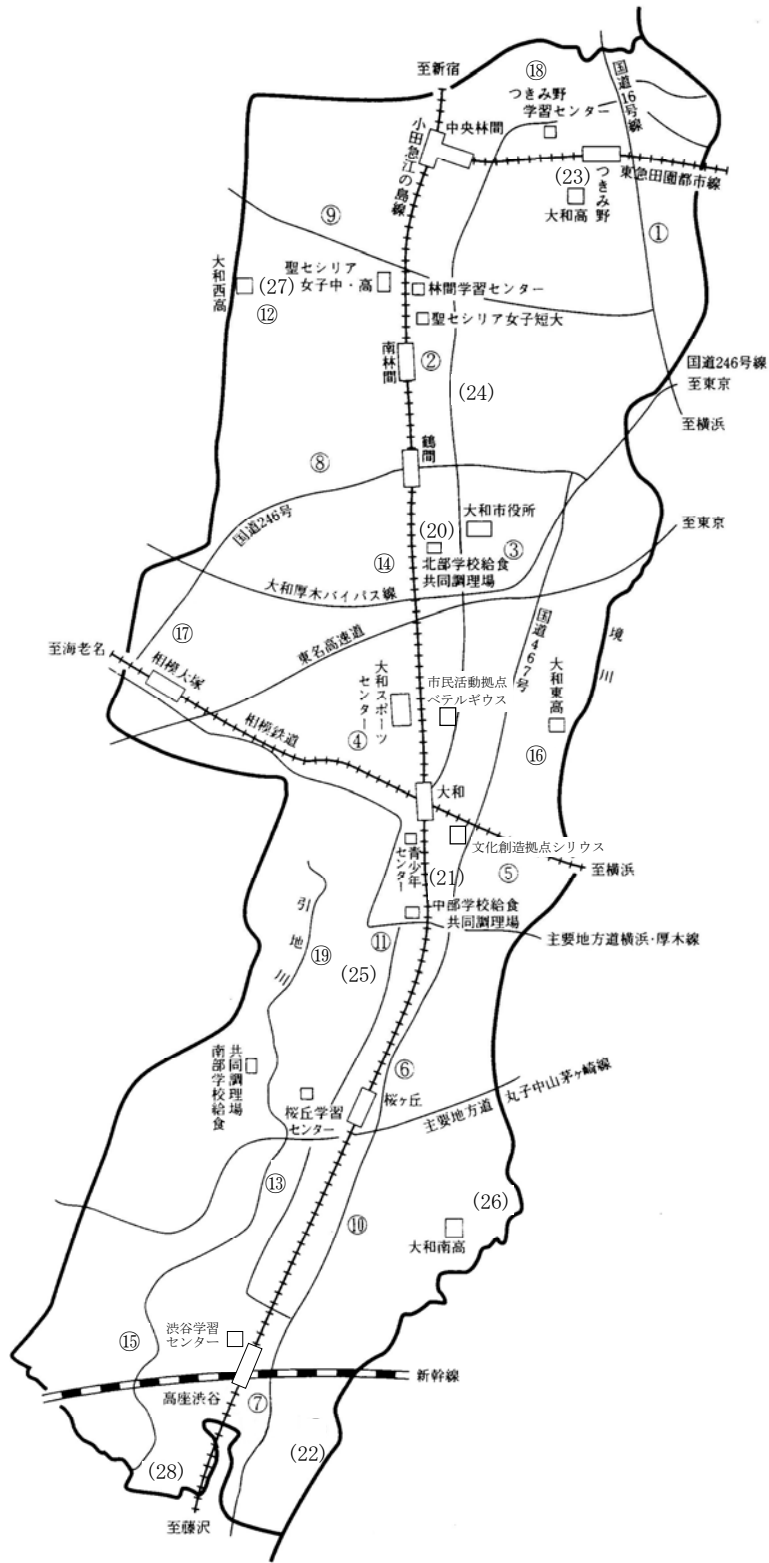 至新宿
⑱
つきみ野
学習センター
国道16号線
中央林間
小田急江の島線
東急田園都市線
(23)
つきみ野
大和高
①
⑨
大和西高
(27)
聖セシリア
女子中・高
林間学習センター
⑫
聖セシリア女子短大
南林間
②
国道246号線
至東京
(24)
至横浜
鶴間
⑧
国道246号
大和市役所
至東京
(20)
③
北部学校給食
共同調理場
⑭
大和厚木バイパス線
国道467号
境川
⑰
至海老名
東名高速道
相模大塚
大和スポーツ
センター
市民活動拠点
ベテルギウス
大和東高
相模鉄道
④
⑯
大和
文化創造拠点シリウス
青少年
センター
(21)
⑤
至横浜
中部学校給食
共同調理場
引地川
⑪
主要地方道横浜・厚木線
⑲
(25)
南部学校給食
共同調理場
⑥
桜丘学習
センター
桜ヶ丘
主要地方道 丸子中山茅ヶ崎線
⑬
(26)
⑩
大和南高
⑮
渋谷学習
センター
新幹線
高座渋谷
⑦
(22)
(28)
至藤沢